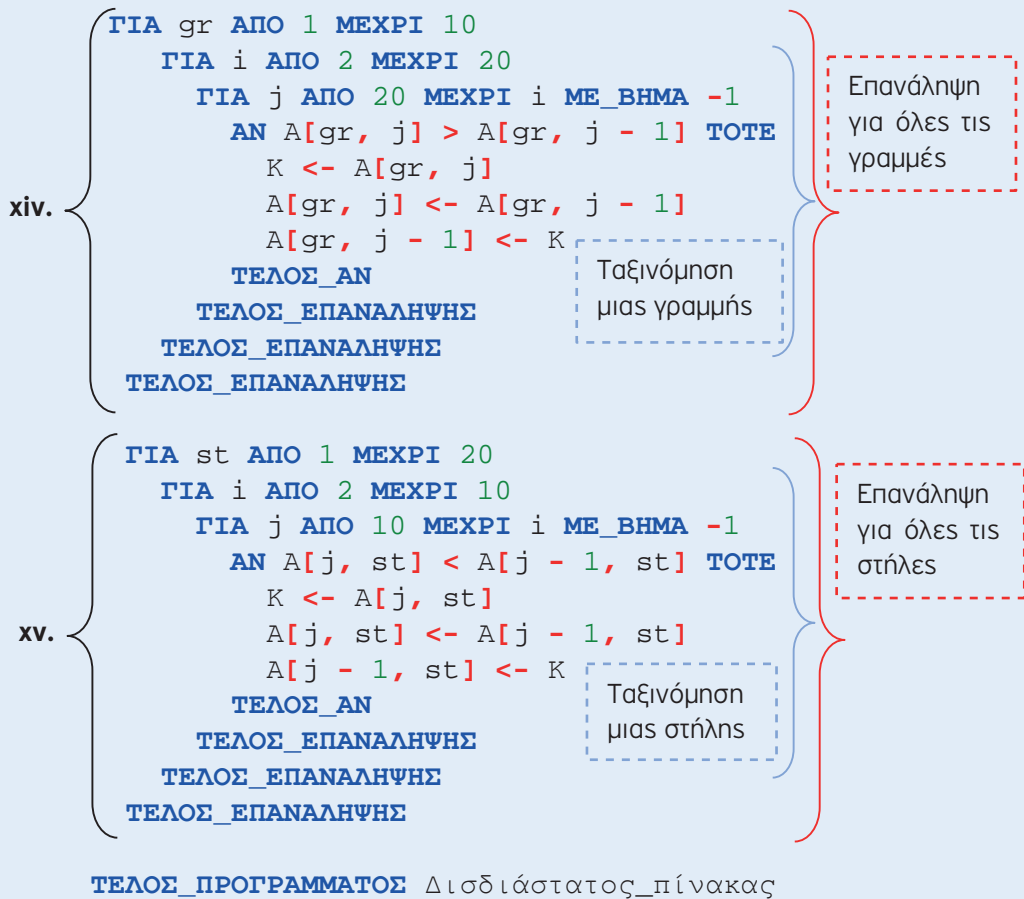 ΓΙΑ gr ΑΠΟ 1 ΜΕΧΡΙ 10
ΓΙΑ i ΑΠΟ 2 ΜΕΧΡΙ 20
ΓΙΑ j ΑΠΟ 20 ΜΕΧΡΙ i ΜΕ_ΒΗΜΑ -1
ΑΝ Α[gr, j] > Α[gr, j - 1] ΤΟΤΕ
Κ <- Α[gr, j]
xiv.
Α[gr, j] <- Α[gr, j - 1]
Α[gr, j - 1] <- Κ
ΤΕΛΟΣ_ΑΝ
ΤΕΛΟΣ_ΕΠΑΝΑΛΗΨΗΣ
ΤΕΛΟΣ_ΕΠΑΝΑΛΗΨΗΣ
ΤΕΛΟΣ_ΕΠΑΝΑΛΗΨΗΣ
Ταξινόμηση
μιας γραμμής
Επανάληψη
για όλες τις
γραμμές
ΓΙΑ st ΑΠΟ 1 ΜΕΧΡΙ 20
ΓΙΑ i ΑΠΟ 2 ΜΕΧΡΙ 10
ΓΙΑ j ΑΠΟ 10 ΜΕΧΡΙ i ΜΕ_ΒΗΜΑ -1
ΑΝ Α[j, st] < Α[j - 1, st] ΤΟΤΕ
Κ <- Α[j, st]
xv.
Α[j, st] <- Α[j - 1, st]
Α[j - 1, st] <- Κ
ΤΕΛΟΣ_ΑΝ
ΤΕΛΟΣ_ΕΠΑΝΑΛΗΨΗΣ
ΤΕΛΟΣ_ΕΠΑΝΑΛΗΨΗΣ
ΤΕΛΟΣ_ΕΠΑΝΑΛΗΨΗΣ
Ταξινόμηση
μιας στήλης
Επανάληψη
για όλες τις
στήλες
ΤΕΛΟΣ_ΠΡΟΓΡΑΜΜΑΤΟΣ Δισδιάστατος_πίνακας